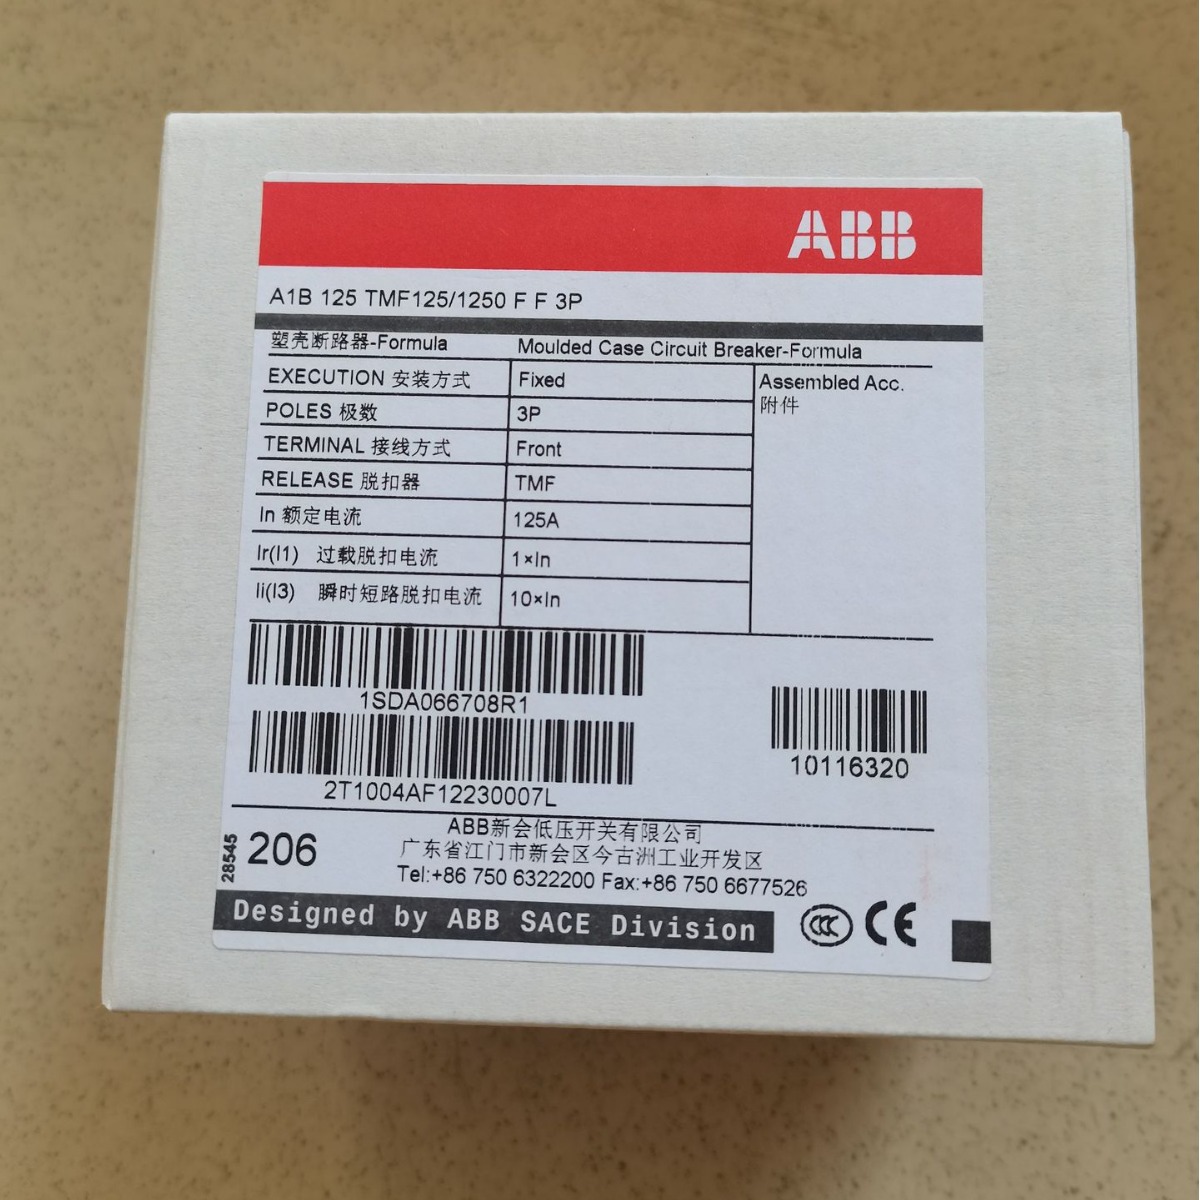 ABB
A1B 125 TMF125/1250 F F 3P
塑壳断路器-Formula Moulded Case Circuit Breaker-Formula
EXECUTION 安装方式 Fixed Assembled Acc.
附件
POLES 极数 3P
TERMINAL 接线方式 Front
RELEASE 脱扣器 TMF
In 额定电流 125A
Ir(I1) 过载脱扣电流 1×In
Ii(I3) 瞬时短路脱扣电流 10×In
1SDA066708R1
10116320
2T1004AF12230007L
28545
206
ABB新会低压开关有限公司
广东省江门市新会区今古洲工业开发区
Tel:+86 750 6322200 Fax:+86 750 6677526
Designed by ABB SACE Division
CCC CE